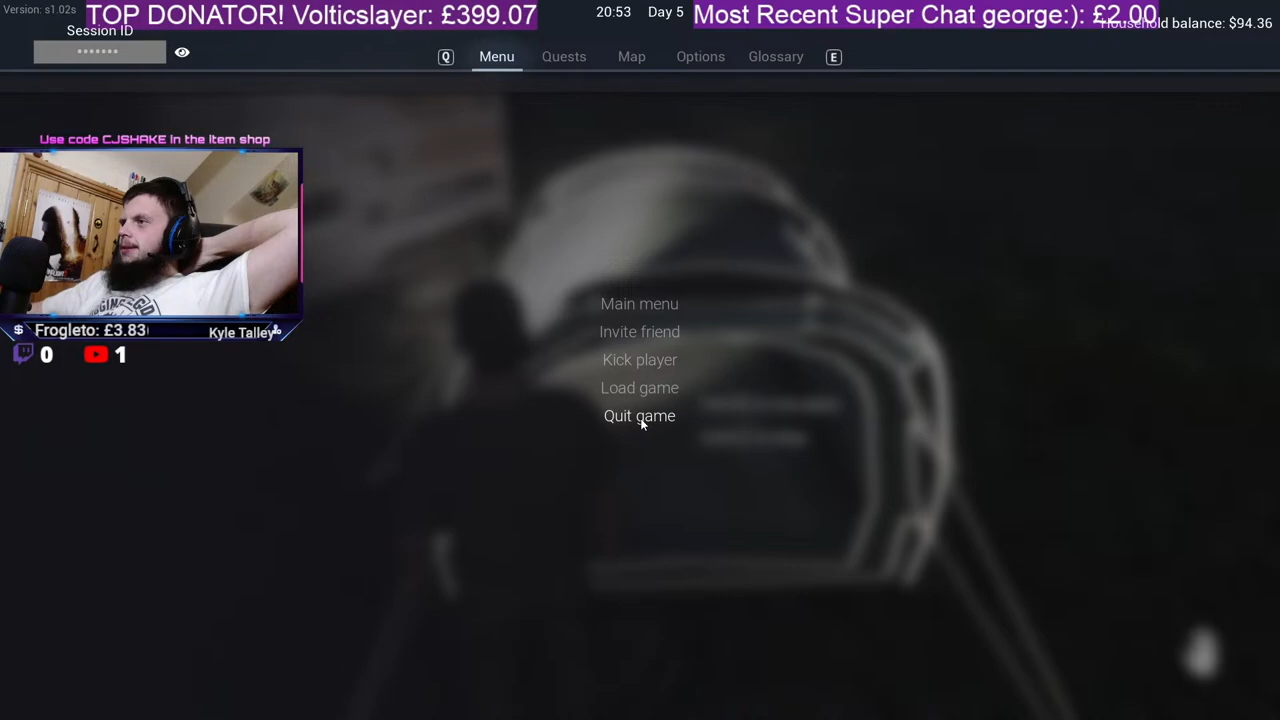 Version: s1.02s
TOP DONATOR! Volticslayer: £399.07
20:53 Day 5
Most Recent Super Chat george:): £2.00
Household balance: $94.36
Session ID
•••••••
Q Menu Quests Map Options Glossary E
Use code CJSHAKE in the item shop
$ Frogleto: £3.83
Kyle Talley
0 1
Main menu
Invite friend
Kick player
Load game
Quit game